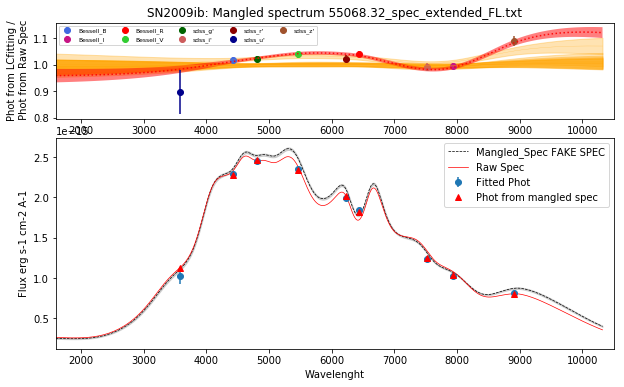 SN2009ib: Mangled spectrum 55068.32_spec_extended_FL.txt
Phot from LCfitting /
Phot from Raw Spec
1.1
1.0
0.9
0.8
Bessell_B Bessell_R sdss_g' sdss_r' sdss_z'
Bessell_I Bessell_V sdss_i' sdss_u'
2000 3000 4000 5000 6000 7000 8000 9000 10000
Flux erg s-1 cm-2 A-1
2.5
2.0
1.5
1.0
0.5
Mangled_Spec FAKE SPEC
Raw Spec
Fitted Phot
Phot from mangled spec
2000 3000 4000 5000 6000 7000 8000 9000 10000
Wavelenght